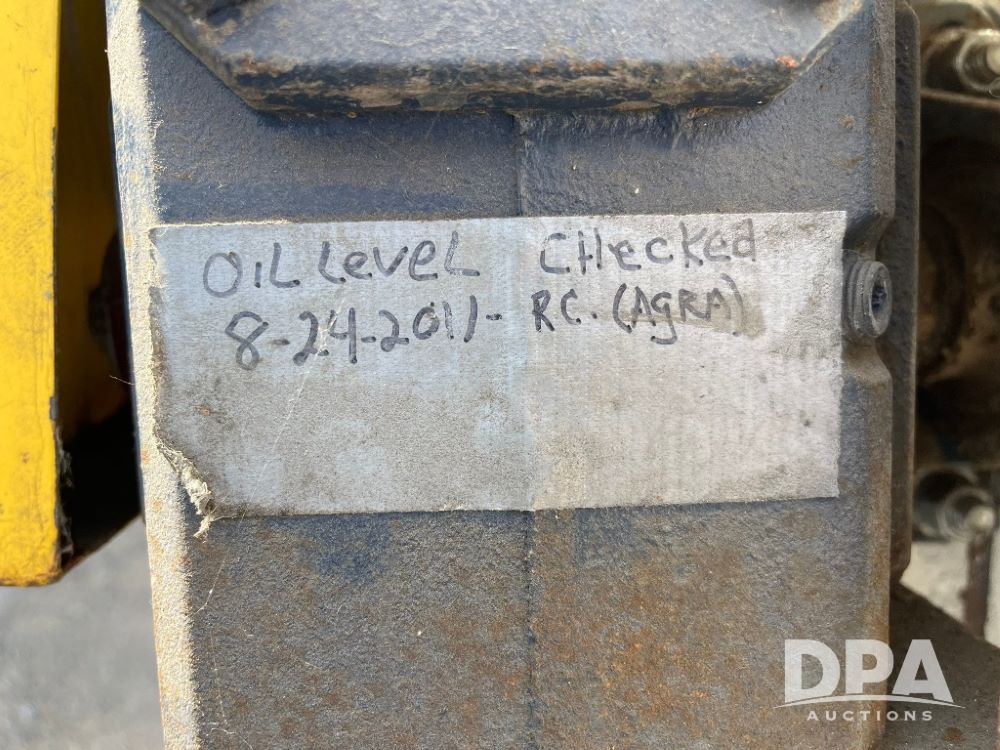 OiL LeveL CHecked
8-24-2011- RC. (AgRA)
DPA
AUCTIONS